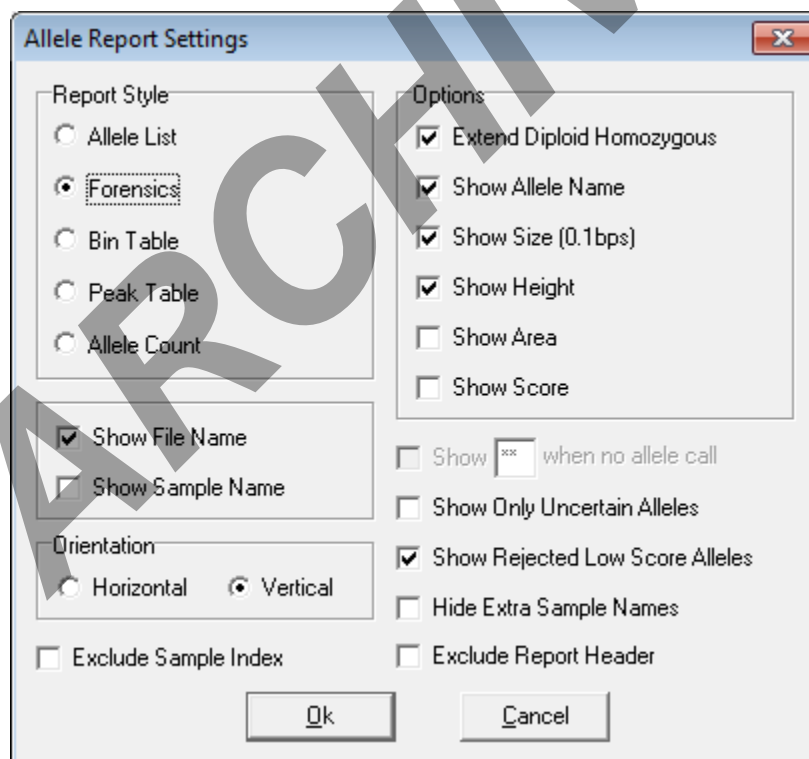 Allele Report Settings
Report Style
Allele List
Forensics
Bin Table
Peak Table
Allele Count
Show File Name
Show Sample Name
Orientation
Horizontal Vertical
Exclude Sample Index
Options
Extend Diploid Homozygous
Show Allele Name
Show Size (0.1bps)
Show Height
Show Area
Show Score
Show ** when no allele call
Show Only Uncertain Alleles
Show Rejected Low Score Alleles
Hide Extra Sample Names
Exclude Report Header
Ok Cancel
ARCHIV